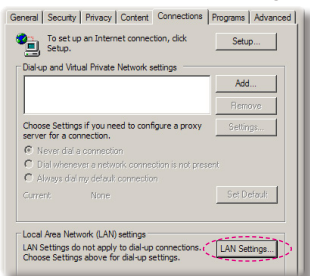 General Security Privacy Content Connections Programs Advanced
To set up an Internet connection, click
Setup.
Setup...
Dial-up and Virtual Private Network settings
Add...
Remove
Choose Settings if you need to configure a proxy
server for a connection.
Settings...
Never dial a connection
Dial whenever a network connection is not present
Always dial my default connection
Current None
Set Default
Local Area Network (LAN) settings
LAN Settings do not apply to dial-up connections.
Choose Settings above for dial-up settings.
LAN Settings...